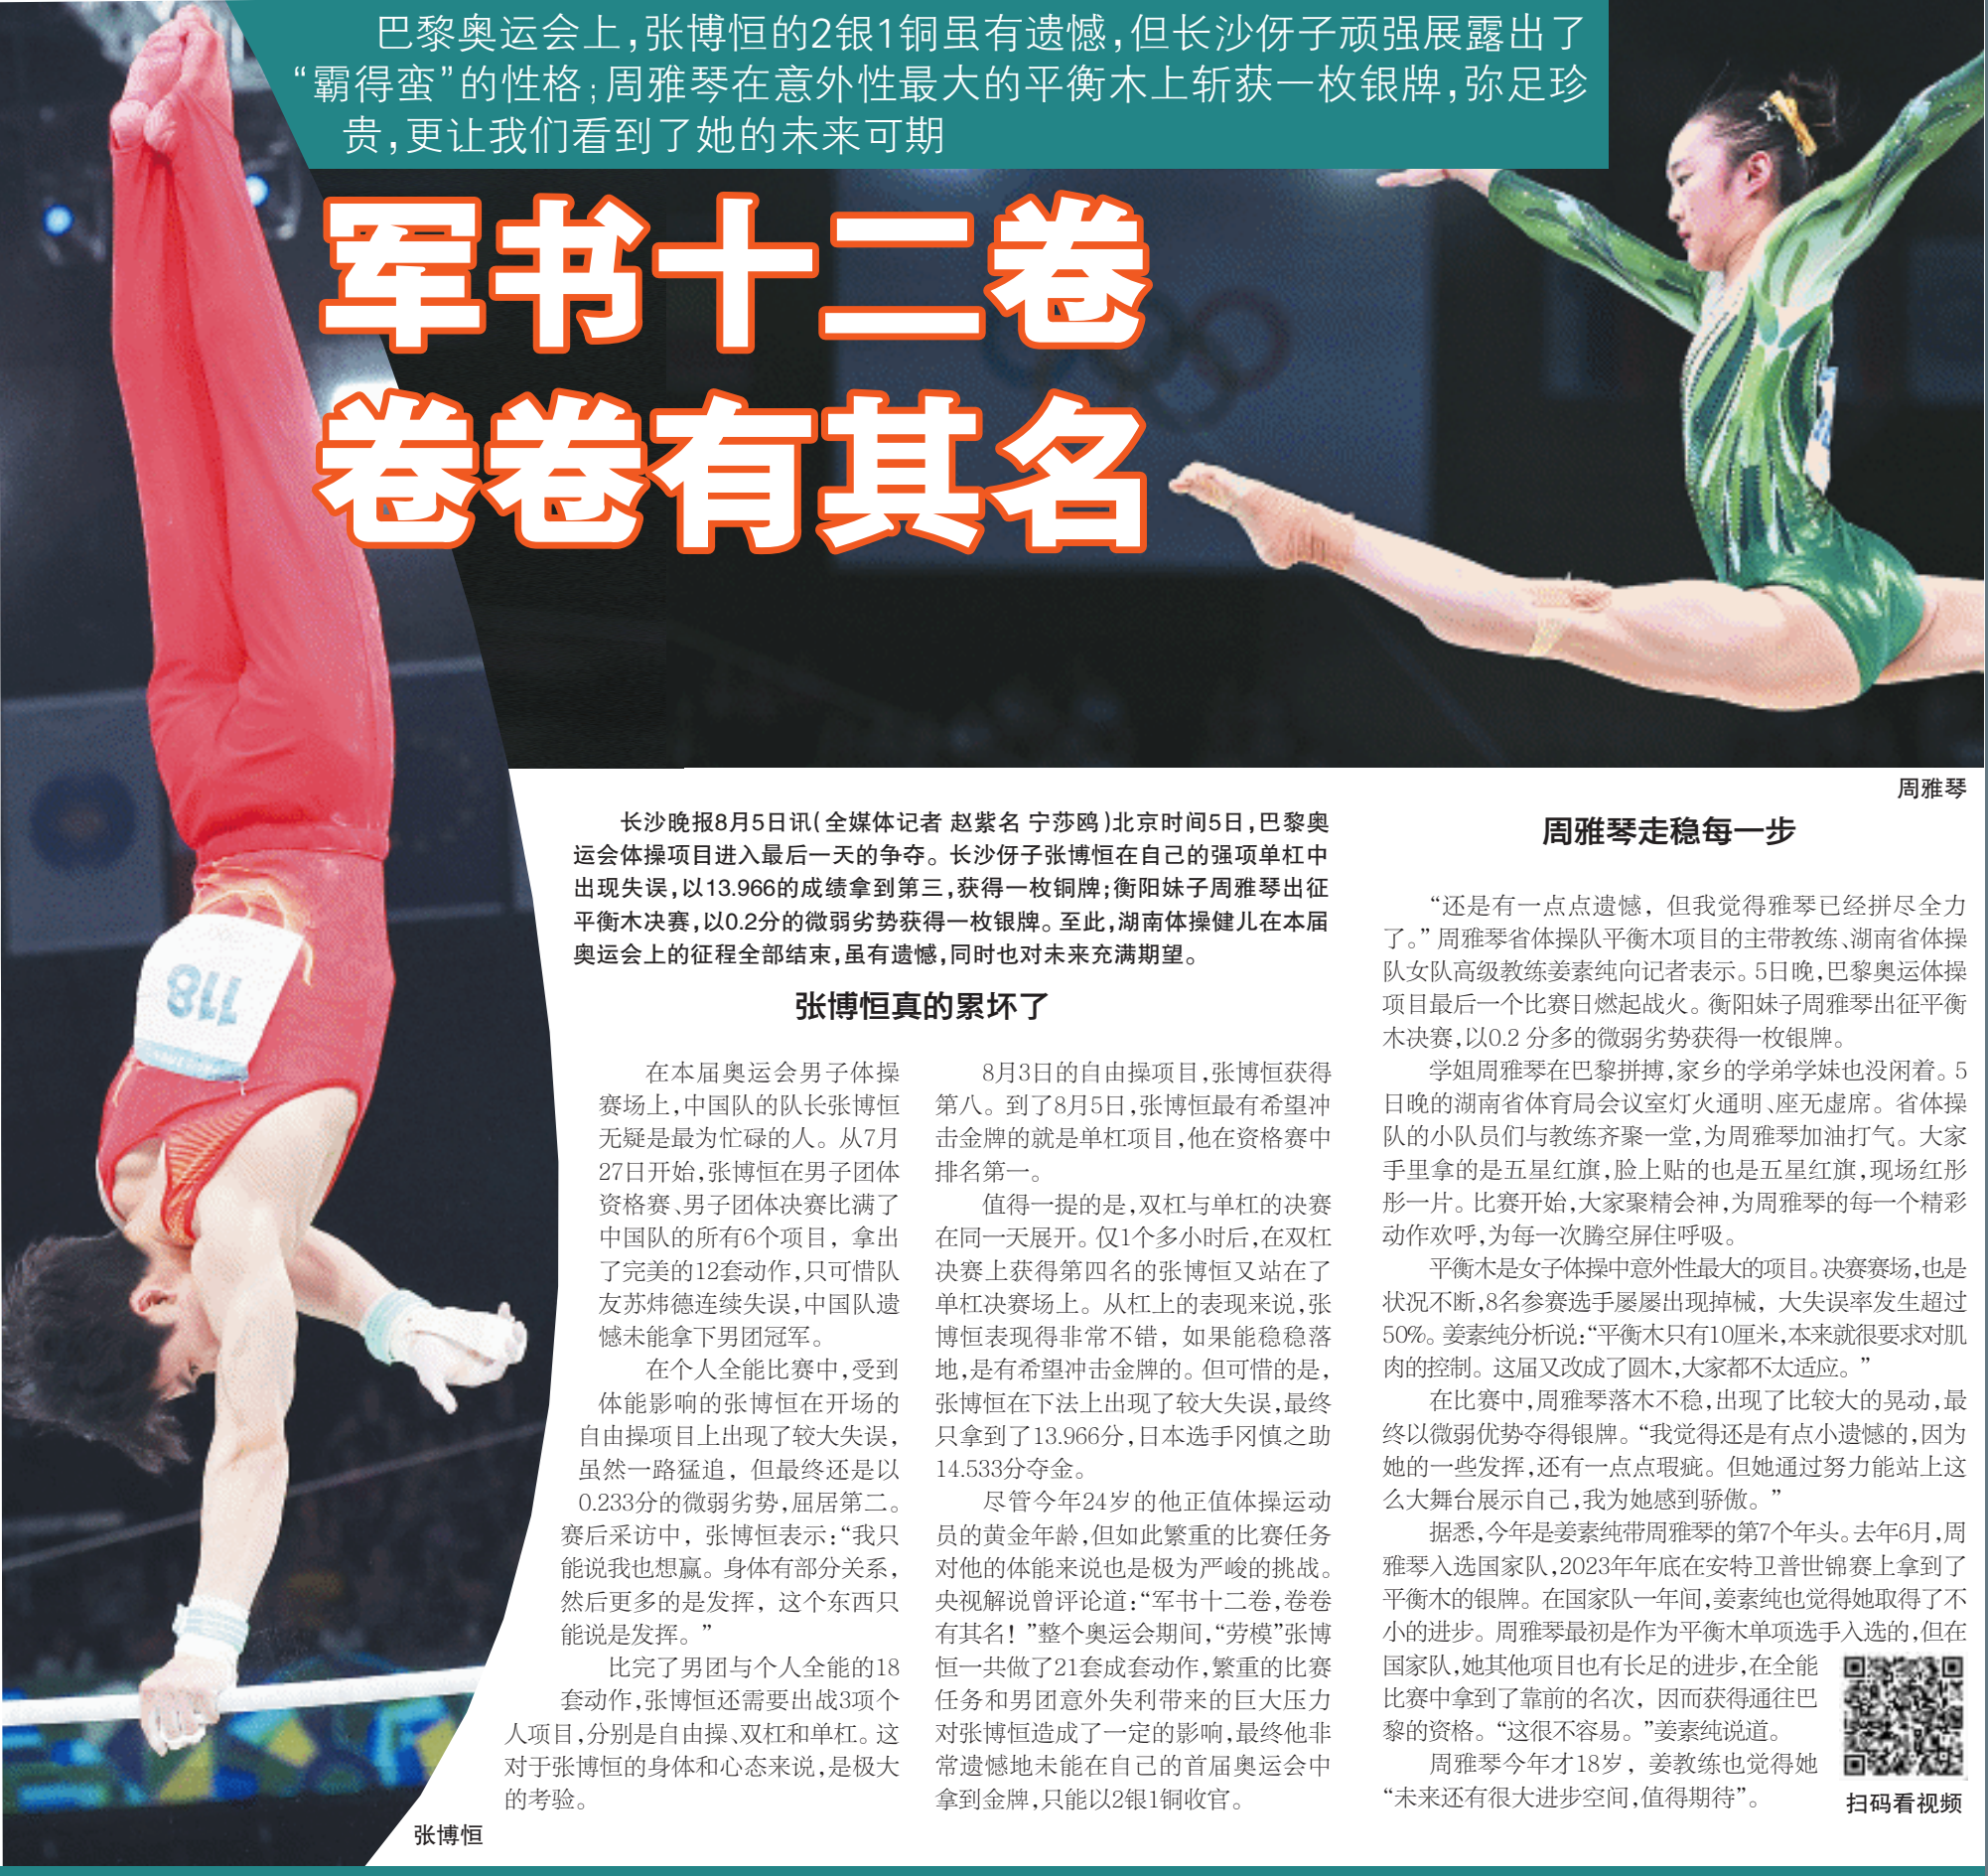 巴黎奥运会上,张博恒的2银1铜虽有遗憾,但长沙伢子顽强展露出了
“霸得蛮”的性格;周雅琴在意外性最大的平衡木上斩获一枚银牌,弥足珍
贵,更让我们看到了她的未来可期
军书十二卷
卷卷有其名
周雅琴
长沙晚报8月5日讯(全媒体记者 赵紫名 宁莎鸥)北京时间5日,巴黎奥
运会体操项目进入最后一天的争夺。长沙伢子张博恒在自己的强项单杠中
出现失误,以13.966的成绩拿到第三,获得一枚铜牌;衡阳妹子周雅琴出征
平衡木决赛,以0.2分的微弱劣势获得一枚银牌。至此,湖南体操健儿在本届
奥运会上的征程全部结束,虽有遗憾,同时也对未来充满期望。
张博恒真的累坏了
在本届奥运会男子体操
赛场上,中国队的队长张博恒
无疑是最为忙碌的人。从7月
27日开始,张博恒在男子团体
资格赛、男子团体决赛比满了
中国队的所有6个项目,拿出
了完美的12套动作,只可惜队
友苏炜德连续失误,中国队遗
憾未能拿下男团冠军。
在个人全能比赛中,受到
体能影响的张博恒在开场的
自由操项目上出现了较大失误,
虽然一路猛追,但最终还是以
0.233分的微弱劣势,屈居第二。
赛后采访中,张博恒表示:“我只
能说我也想赢。身体有部分关系,
然后更多的是发挥,这个东西只
能说是发挥。”
比完了男团与个人全能的18
套动作,张博恒还需要出战3项个
人项目,分别是自由操、双杠和单杠。这
对于张博恒的身体和心态来说,是极大
的考验。
8月3日的自由操项目,张博恒获得
第八。到了8月5日,张博恒最有希望冲
击金牌的就是单杠项目,他在资格赛中
排名第一。
值得一提的是,双杠与单杠的决赛
在同一天展开。仅1个多小时后,在双杠
决赛上获得第四名的张博恒又站在了
单杠决赛场上。从杠上的表现来说,张
博恒表现得非常不错,如果能稳稳落
地,是有希望冲击金牌的。但可惜的是,
张博恒在下法上出现了较大失误,最终
只拿到了13.966分,日本选手冈慎之助
14.533分夺金。
尽管今年24岁的他正值体操运动
员的黄金年龄,但如此繁重的比赛任务
对他的体能来说也是极为严峻的挑战。
央视解说曾评论道:“军书十二卷,卷卷
有其名!”整个奥运会期间,“劳模”张博
恒一共做了21套成套动作,繁重的比赛
任务和男团意外失利带来的巨大压力
对张博恒造成了一定的影响,最终他非
常遗憾地未能在自己的首届奥运会中
拿到金牌,只能以2银1铜收官。
周雅琴走稳每一步
“还是有一点点遗憾,但我觉得雅琴已经拼尽全力
了。”周雅琴省体操队平衡木项目的主带教练、湖南省体操
队女队高级教练姜素纯向记者表示。5日晚,巴黎奥运体操
项目最后一个比赛日燃起战火。衡阳妹子周雅琴出征平衡
木决赛,以0.2 分多的微弱劣势获得一枚银牌。
学姐周雅琴在巴黎拼搏,家乡的学弟学妹也没闲着。5
日晚的湖南省体育局会议室灯火通明、座无虚席。省体操
队的小队员们与教练齐聚一堂,为周雅琴加油打气。大家
手里拿的是五星红旗,脸上贴的也是五星红旗,现场红彤
彤一片。比赛开始,大家聚精会神,为周雅琴的每一个精彩
动作欢呼,为每一次腾空屏住呼吸。
平衡木是女子体操中意外性最大的项目。决赛赛场,也是
状况不断,8名参赛选手屡屡出现掉械,大失误率发生超过
50%。姜素纯分析说:“平衡木只有10厘米,本来就很要求对肌
肉的控制。这届又改成了圆木,大家都不太适应。”
在比赛中,周雅琴落木不稳,出现了比较大的晃动,最
终以微弱优势夺得银牌。“我觉得还是有点小遗憾的,因为
她的一些发挥,还有一点点瑕疵。但她通过努力能站上这
么大舞台展示自己,我为她感到骄傲。”
据悉,今年是姜素纯带周雅琴的第7个年头。去年6月,周
雅琴入选国家队,2023年年底在安特卫普世锦赛上拿到了
平衡木的银牌。在国家队一年间,姜素纯也觉得她取得了不
小的进步。周雅琴最初是作为平衡木单项选手入选的,但在
国家队,她其他项目也有长足的进步,在全能
比赛中拿到了靠前的名次,因而获得通往巴
黎的资格。“这很不容易。”姜素纯说道。
周雅琴今年才18岁,姜教练也觉得她
“未来还有很大进步空间,值得期待”。
扫码看视频
张博恒
118